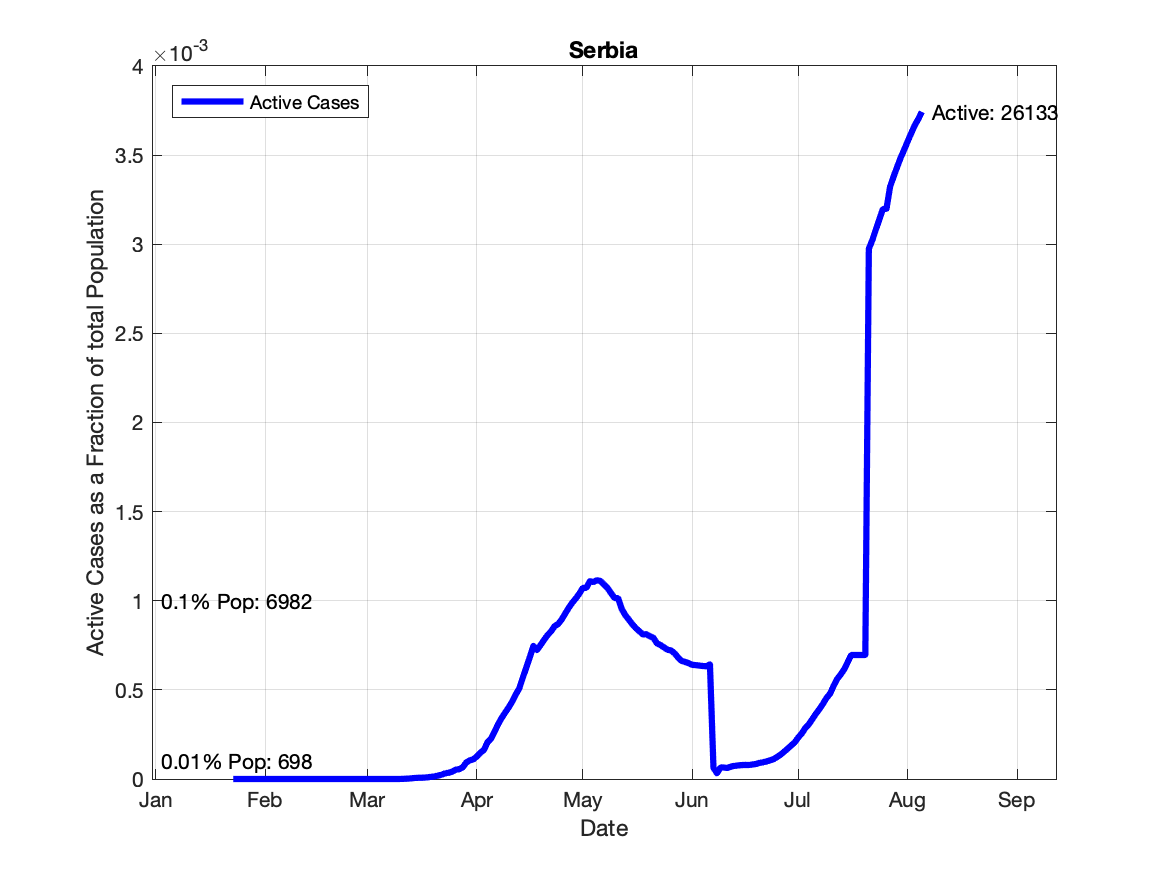 Serbia
×10-3
4
3.5
3
2.5
2
1.5
1
0.5
0
Active Cases as a Fraction of total Population
Active Cases
Active: 26133
0.1% Pop: 6982
0.01% Pop: 698
Jan Feb Mar Apr May Jun Jul Aug Sep
Date